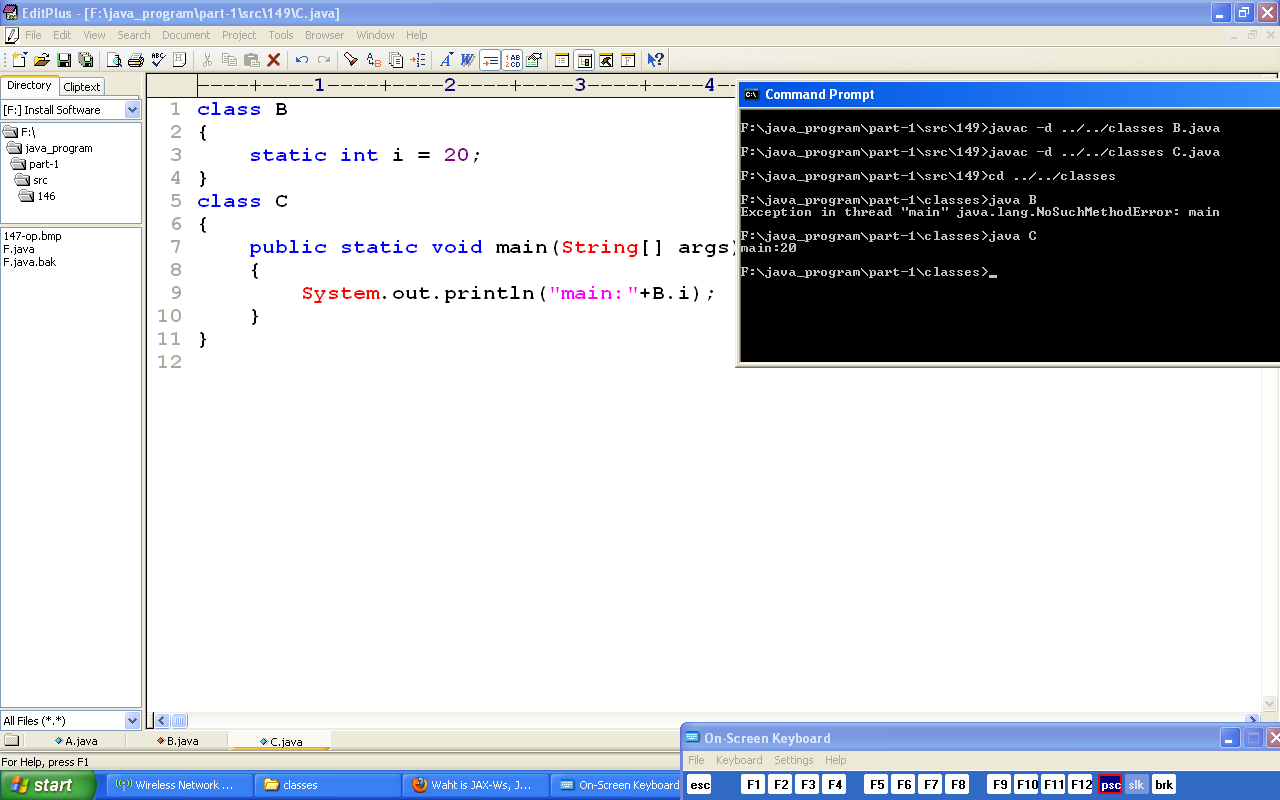 EditPlus - [F:\java_program\part-1\src\149\C.java]
File Edit View Search Document Project Tools Browser Window Help
Directory Cliptext
[F:] Install Software
F:\
java_program
part-1
src
146
147-op.bmp
F.java
F.java.bak
All Files (*.*)
----+----1----+----2----+----3----+----4
1 class B
2 {
3 static int i = 20;
4 }
5 class C
6 {
7 public static void main(String[] args)
8 {
9 System.out.println("main:"+B.i);
10 }
11 }
12
Command Prompt
F:\java_program\part-1\src\149>javac -d ../../classes B.java
F:\java_program\part-1\src\149>javac -d ../../classes C.java
F:\java_program\part-1\src\149>cd ../../classes
F:\java_program\part-1\classes>java B
Exception in thread "main" java.lang.NoSuchMethodError: main
F:\java_program\part-1\classes>java C
main:20
F:\java_program\part-1\classes>_
A.java B.java C.java
For Help, press F1
On-Screen Keyboard
File Keyboard Settings Help
esc F1 F2 F3 F4 F5 F6 F7 F8 F9 F10 F11 F12 psc slk brk
start Wireless Network ... classes Waht is JAX-Ws, J... On-Screen Keyboard